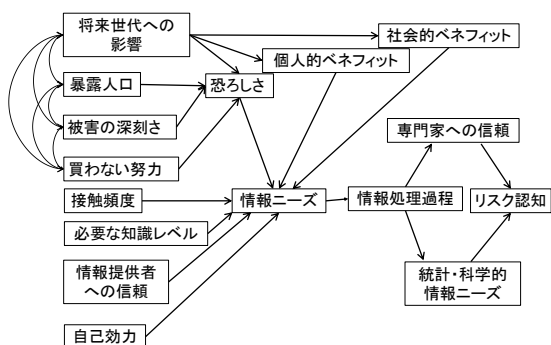 将来世代への
影響
社会的ベネフィット
個人的ベネフィット
暴露人口
恐ろしさ
被害の深刻さ
専門家への信頼
買わない努力
接触頻度
情報ニーズ
情報処理過程
リスク認知
必要な知識レベル
情報提供者
への信頼
統計・科学的
情報ニーズ
自己効力